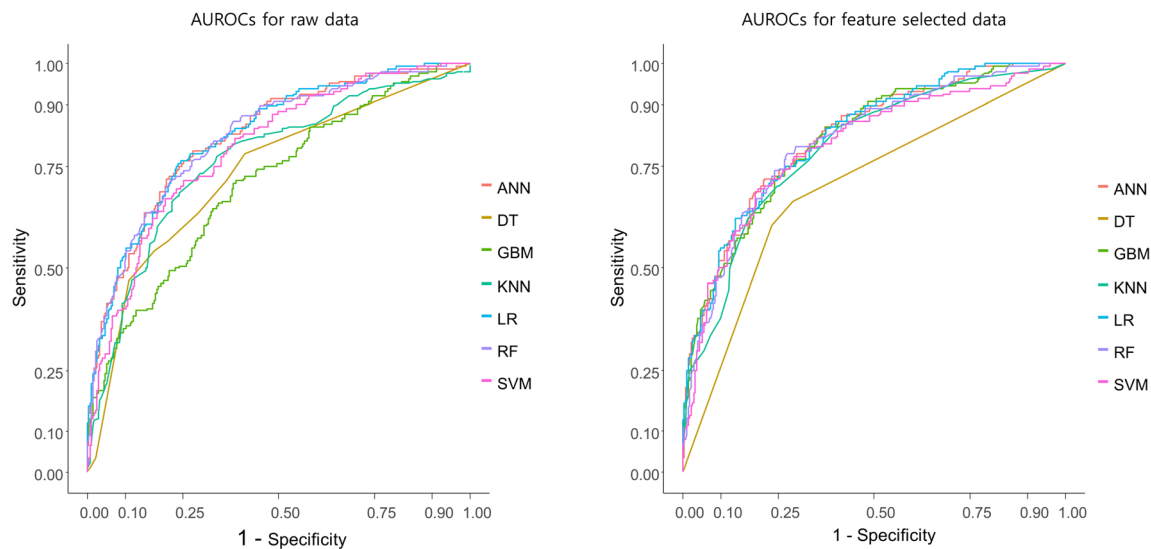 AUROCs for raw data
1.00
0.90
0.75
0.50
0.25
0.10
0.00
Sensitivity
0.00 0.10 0.25 0.50 0.75 0.90 1.00
1 - Specificity
ANN
DT
GBM
KNN
LR
RF
SVM
AUROCs for feature selected data
1.00
0.90
0.75
0.50
0.25
0.10
0.00
Sensitivity
0.00 0.10 0.25 0.50 0.75 0.90 1.00
1 - Specificity
ANN
DT
GBM
KNN
LR
RF
SVM